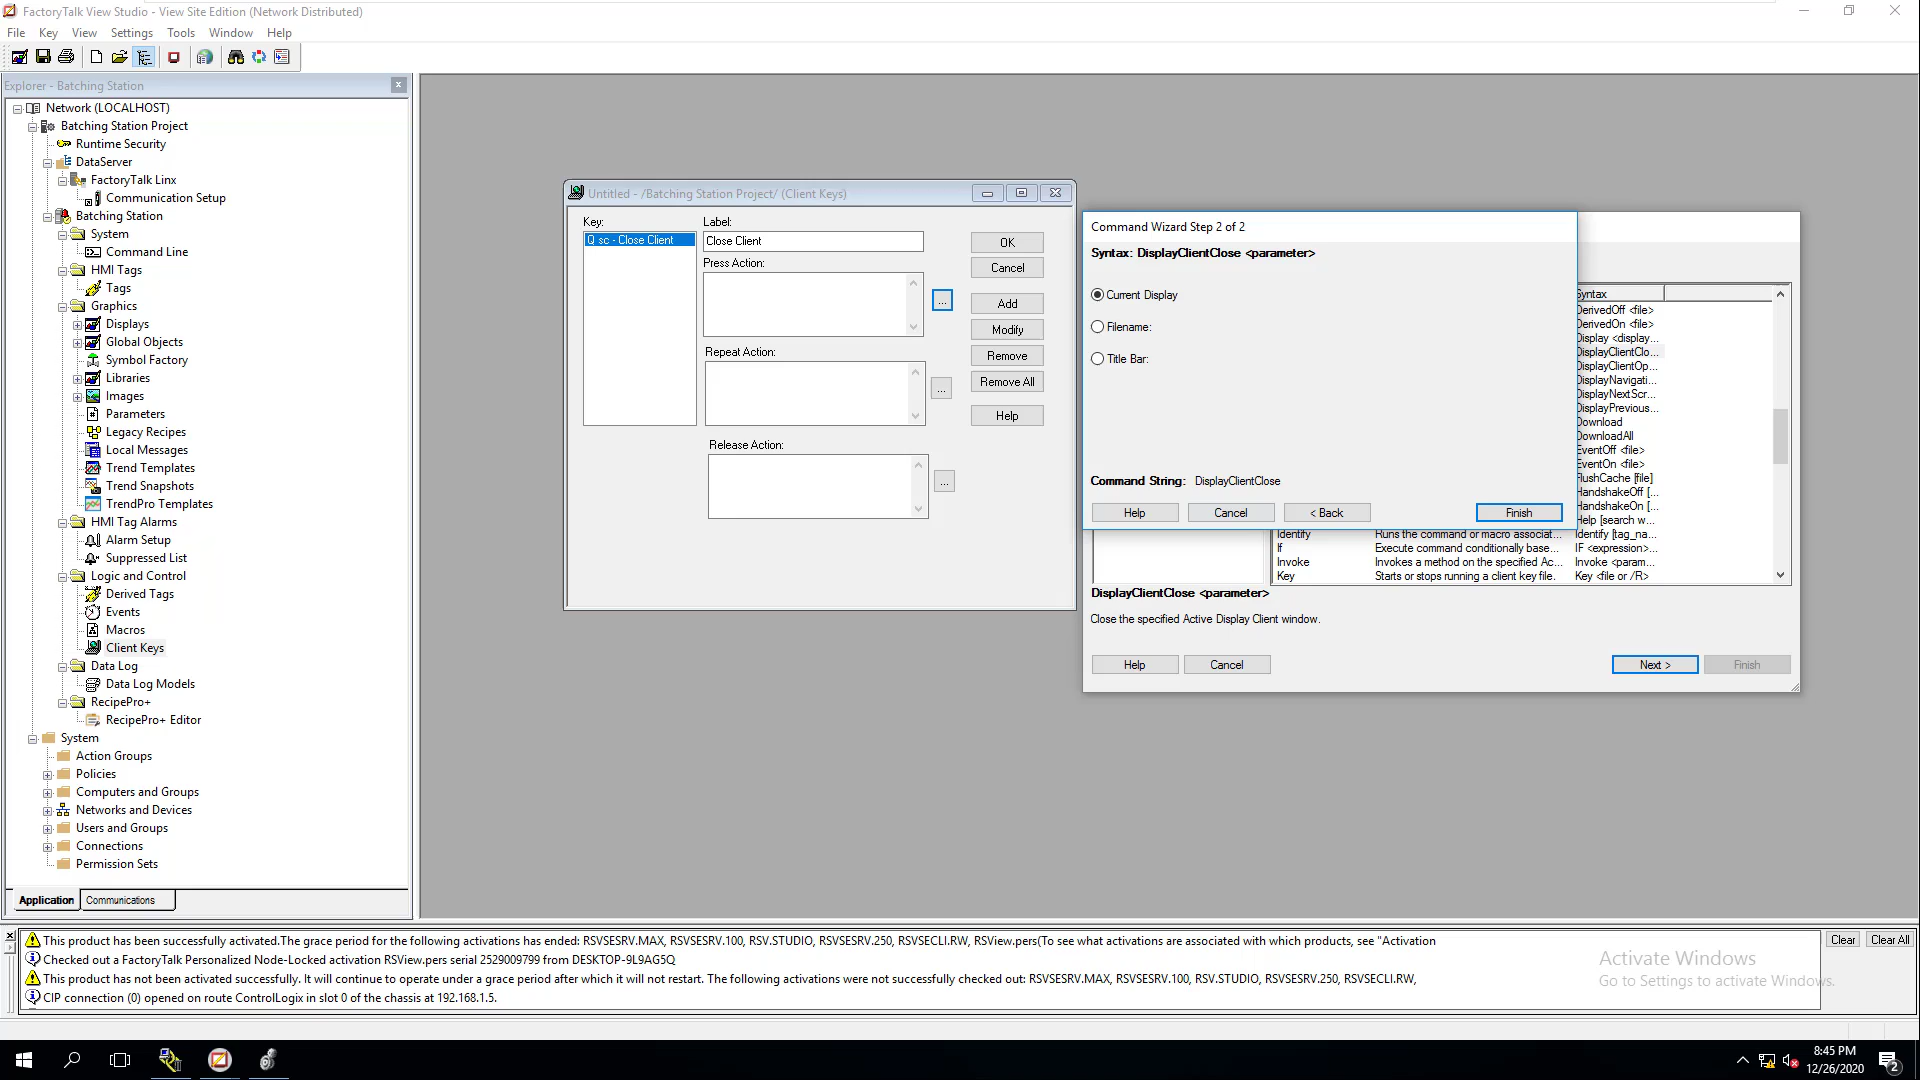 FactoryTalk View Studio - View Site Edition (Network Distributed)
File Key View Settings Tools Window Help
Explorer - Batching Station
Network (LOCALHOST)
Batching Station Project
Runtime Security
DataServer
FactoryTalk Linx
Communication Setup
Batching Station
System
Command Line
HMI Tags
Tags
Graphics
Displays
Global Objects
Symbol Factory
Libraries
Images
Parameters
Legacy Recipes
Local Messages
Trend Templates
Trend Snapshots
TrendPro Templates
HMI Tag Alarms
Alarm Setup
Suppressed List
Logic and Control
Derived Tags
Events
Macros
Client Keys
Data Log
Data Log Models
RecipePro+
RecipePro+ Editor
System
Action Groups
Policies
Computers and Groups
Networks and Devices
Users and Groups
Connections
Permission Sets
Application Communications
Untitled - /Batching Station Project/ (Client Keys)
Key:
Q sc - Close Client
Label:
Close Client
Press Action:
...
Repeat Action:
...
Release Action:
...
OK
Cancel
Add
Modify
Remove
Remove All
Help
Command Wizard Step 2 of 2
Syntax: DisplayClientClose <parameter>
Current Display
Filename:
Title Bar:
Command String: DisplayClientClose
Help Cancel < Back Finish
Syntax
DerivedOff <file>
DerivedOn <file>
Display <display...
DisplayClientClo...
DisplayClientOp...
DisplayNavigati...
DisplayNextScr...
DisplayPrevious...
Download
DownloadAll
EventOff <file>
EventOn <file>
FlushCache [file]
HandshakeOff [...
HandshakeOn [...
Help [search w...
Identify Runs the command or macro associat... Identify [tag_na...
If Execute command conditionally base... IF <expression>...
Invoke Invokes a method on the specified Ac... Invoke <param...
Key Starts or stops running a client key file. Key <file or /R>
DisplayClientClose <parameter>
Close the specified Active Display Client window.
Help Cancel Next > Finish
This product has been successfully activated.The grace period for the following activations has ended: RSVSESRV.MAX, RSVSESRV.100, RSV.STUDIO, RSVSESRV.250, RSVSECLI.RW, RSView.pers(To see what activations are associated with which products, see "Activation
Checked out a FactoryTalk Personalized Node-Locked activation RSView.pers serial 2529009799 from DESKTOP-9L9AG5Q
This product has not been activated successfully. It will continue to operate under a grace period after which it will not restart. The following activations were not successfully checked out: RSVSESRV.MAX, RSVSESRV.100, RSV.STUDIO, RSVSESRV.250, RSVSECLI.RW,
CIP connection (0) opened on route ControlLogix in slot 0 of the chassis at 192.168.1.5.
Clear Clear All
Activate Windows
Go to Settings to activate Windows.
8:45 PM
12/26/2020
2